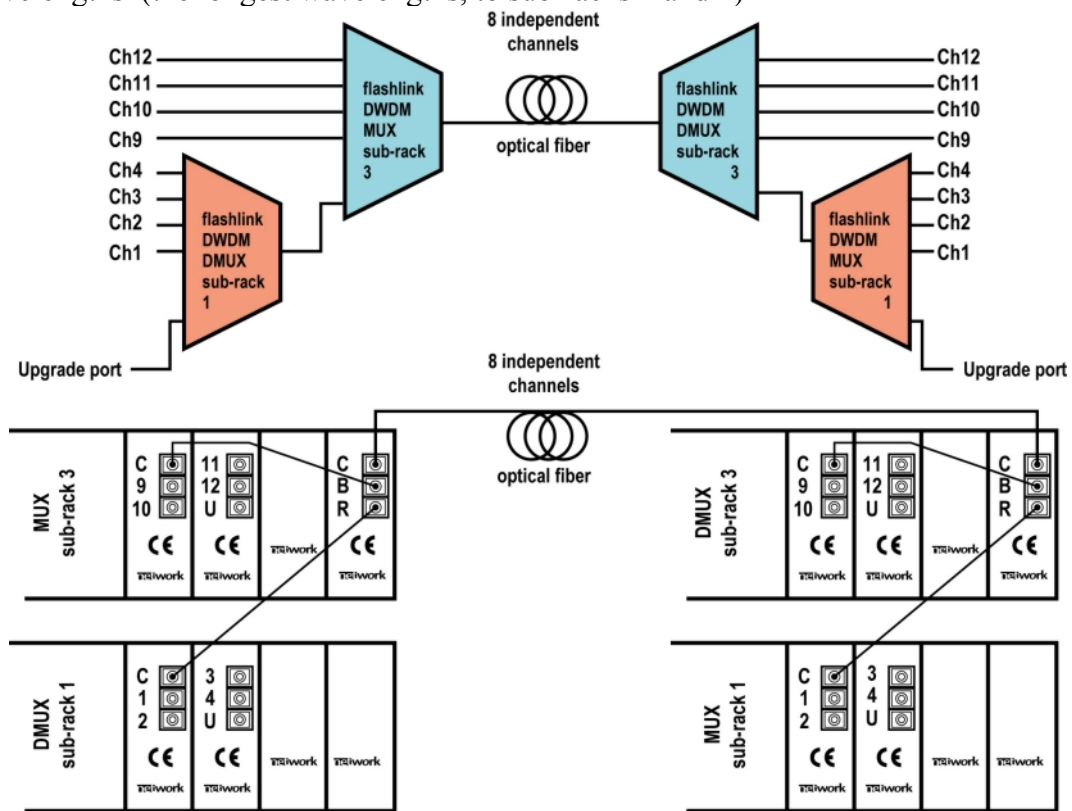 8 independent
channels
Ch12
Ch11
Ch10
Ch9
Ch4
Ch3
Ch2
Ch1
flashlink
DWDM
MUX
sub-rack
3
flashlink
DWDM
DMUX
sub-rack
1
Upgrade port
optical fiber
flashlink
DWDM
DMUX
sub-rack
3
flashlink
DWDM
MUX
sub-rack
1
Ch12
Ch11
Ch10
Ch9
Ch4
Ch3
Ch2
Ch1
Upgrade port
8 independent
channels
optical fiber
MUX
sub-rack 3
C
9
10
CE
11
12
U
CE
C
B
R
CE
DMUX
sub-rack 3
C
9
10
CE
11
12
U
CE
C
B
R
CE
DMUX
sub-rack 1
C
1
2
CE
3
4
U
CE
MUX
sub-rack 1
C
1
2
CE
3
4
U
CE